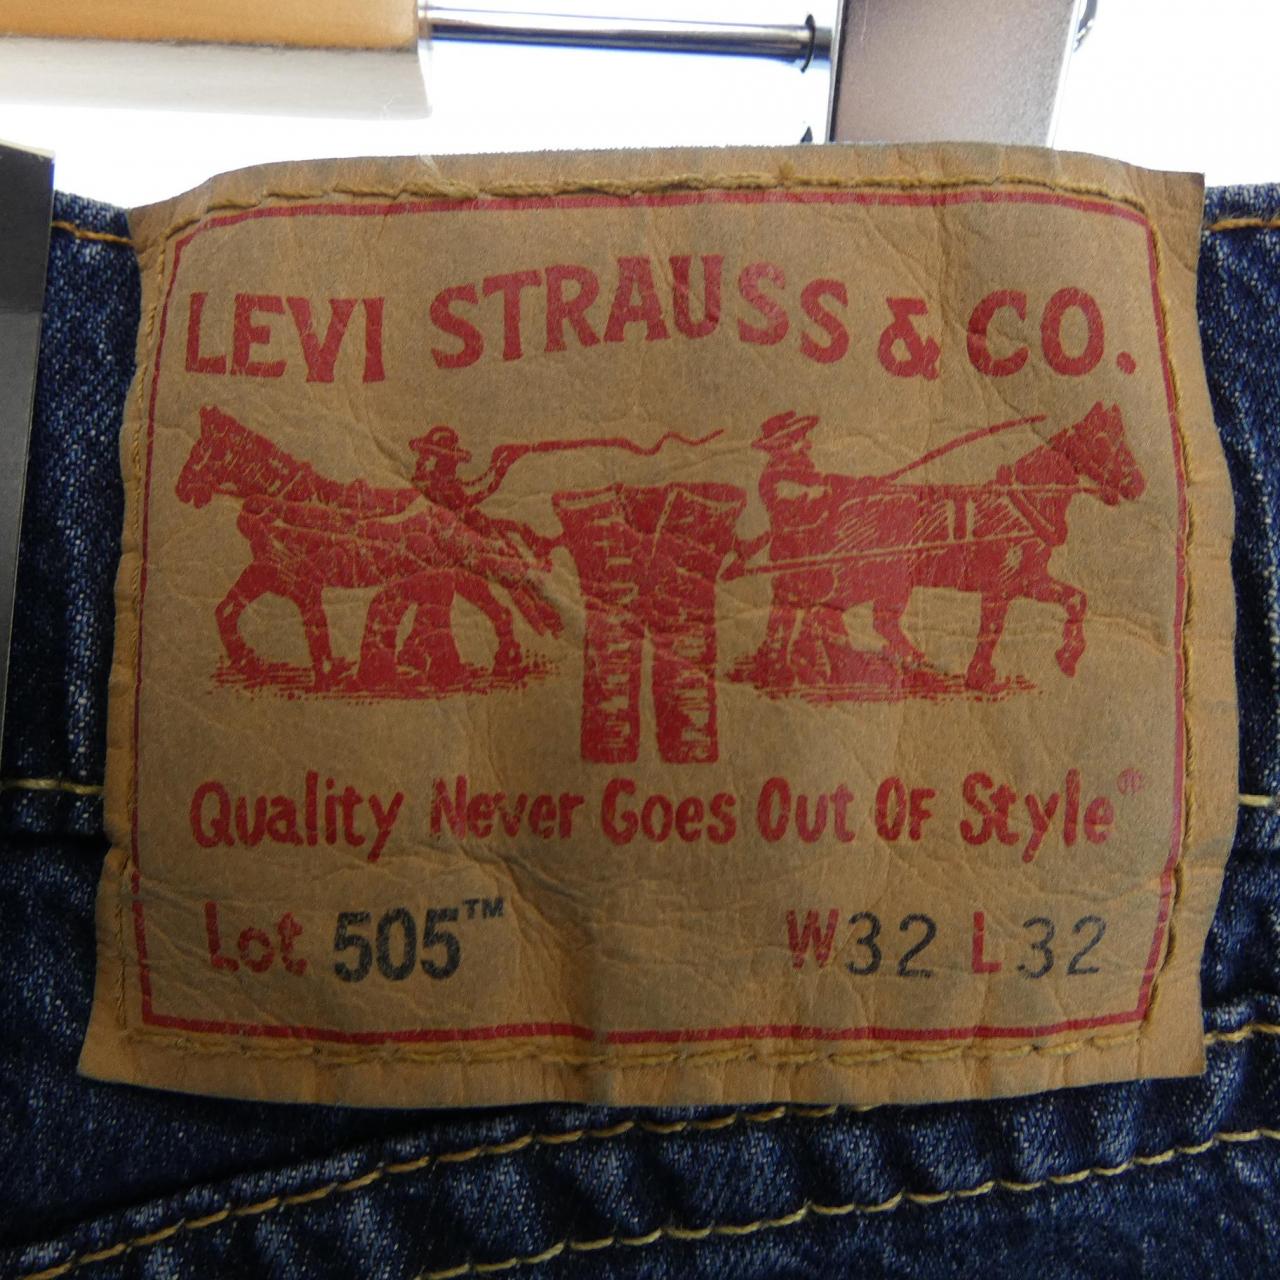 LEVI STRAUSS & CO.
Quality Never Goes Out OF Style®
Lot 505™ W32 L32